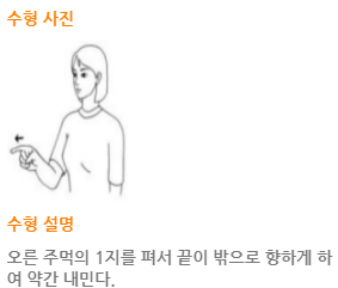 수형 사진
수형 설명
오른 주먹의 1지를 펴서 끝이 밖으로 향하게 하
여 약간 내민다.